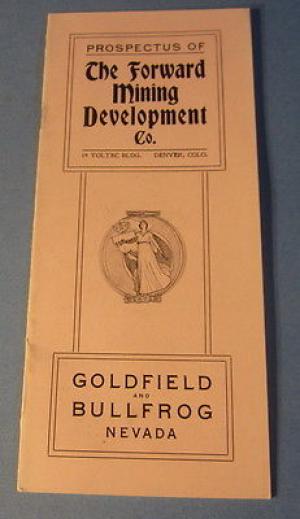 PROSPECTUS OF
The Forward
Mining
Development
Co.
TOLTEC BLDG. DENVER, COLO.
GOLDFIELD
AND
BULLFROG
NEVADA